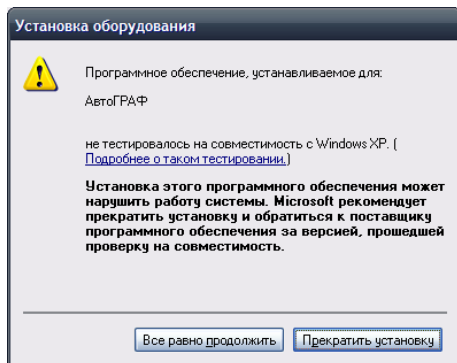 Установка оборудования
Программное обеспечение, устанавливаемое для:
АвтоГРАФ
не тестировалось на совместимость с Windows XP. (
Подробнее о таком тестировании.)
Установка этого программного обеспечения может
нарушить работу системы. Microsoft рекомендует
прекратить установку и обратиться к поставщику
программного обеспечения за версией, прошедшей
проверку на совместимость.
Все равно продолжить
Прекратить установку